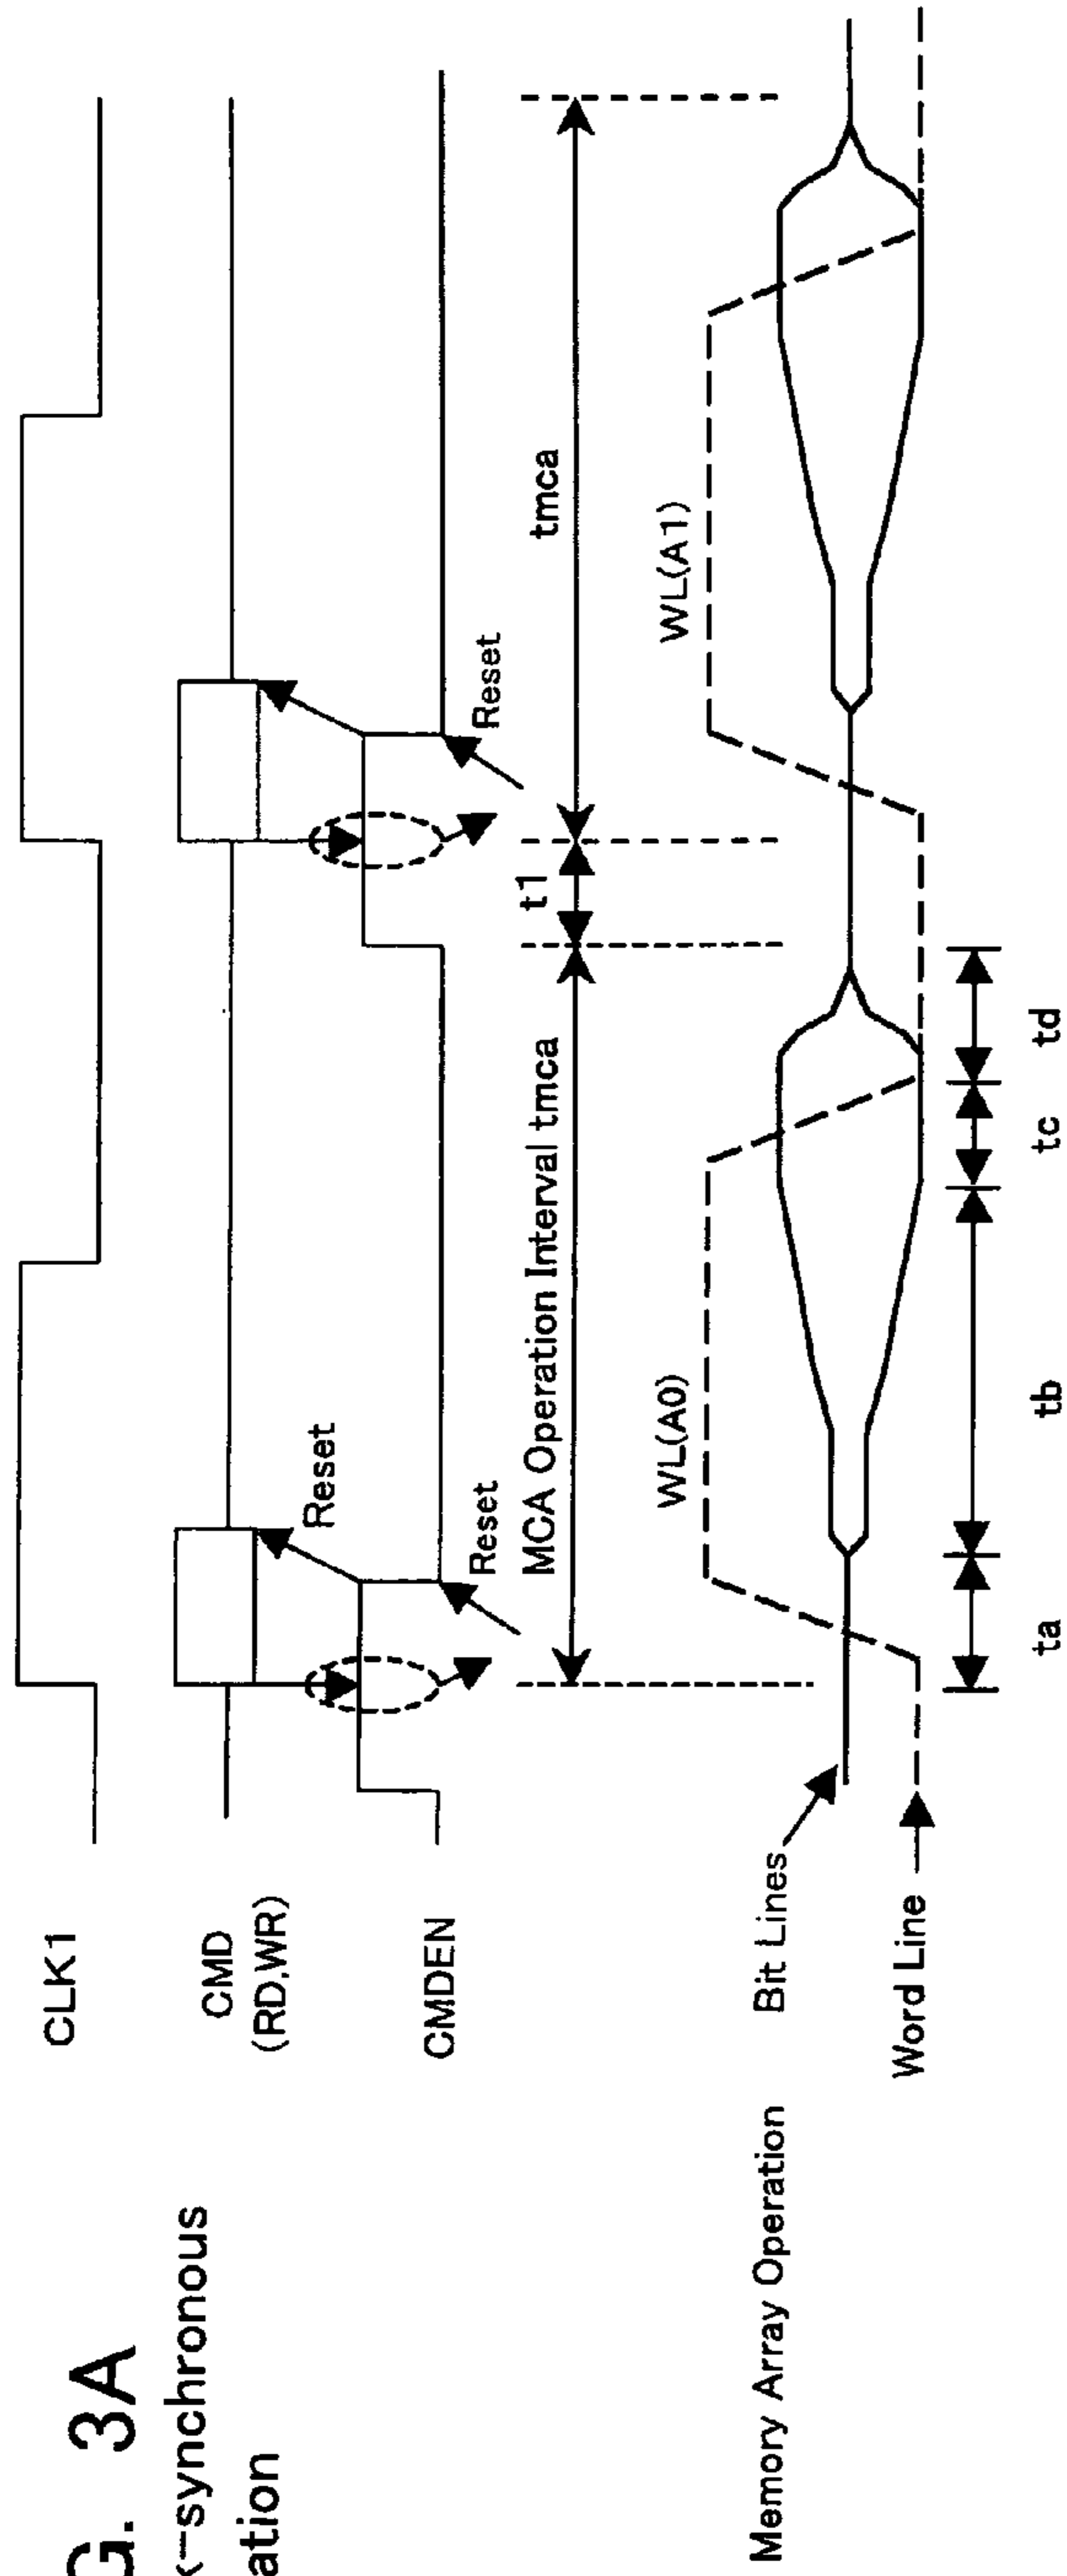 G. 3A
k-synchronous
ation
CLK1
CMD
(RD,WR)
CMDEN
Reset
Reset
Reset
MCA Operation Interval tmca
t1
tmca
WL(A0)
WL(A1)
Memory Array Operation
Bit Lines
Word Line
ta
tb
tc
td